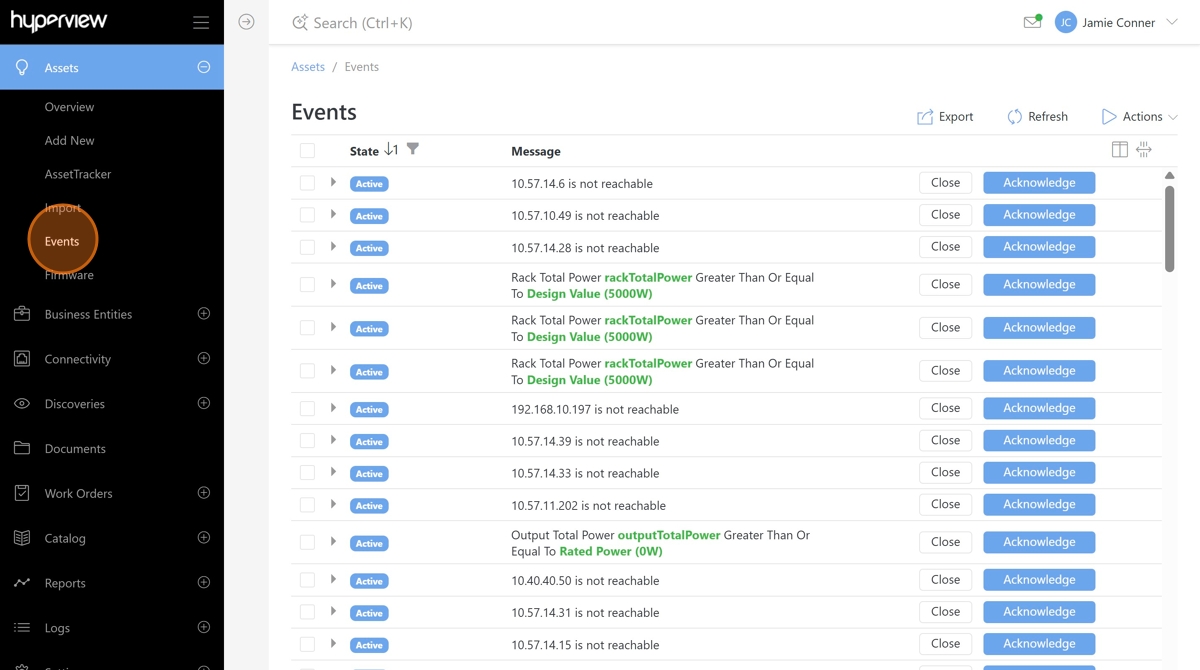 hyperview
Search (Ctrl+K)
JC
Jamie Conner
Assets
Overview
Add New
AssetTracker
Import
Events
Firmware
Business Entities
Connectivity
Discoveries
Documents
Work Orders
Catalog
Reports
Logs
Assets / Events
Events
Export
Refresh
Actions
State 1
Message
Active 10.57.14.6 is not reachable Close Acknowledge
Active 10.57.10.49 is not reachable Close Acknowledge
Active 10.57.14.28 is not reachable Close Acknowledge
Active Rack Total Power rackTotalPower Greater Than Or Equal Close Acknowledge
To Design Value (5000W)
Active Rack Total Power rackTotalPower Greater Than Or Equal Close Acknowledge
To Design Value (5000W)
Active Rack Total Power rackTotalPower Greater Than Or Equal Close Acknowledge
To Design Value (5000W)
Active 192.168.10.197 is not reachable Close Acknowledge
Active 10.57.14.39 is not reachable Close Acknowledge
Active 10.57.14.33 is not reachable Close Acknowledge
Active 10.57.11.202 is not reachable Close Acknowledge
Active Output Total Power outputTotalPower Greater Than Or Close Acknowledge
Equal To Rated Power (0W)
Active 10.40.40.50 is not reachable Close Acknowledge
Active 10.57.14.31 is not reachable Close Acknowledge
Active 10.57.14.15 is not reachable Close Acknowledge